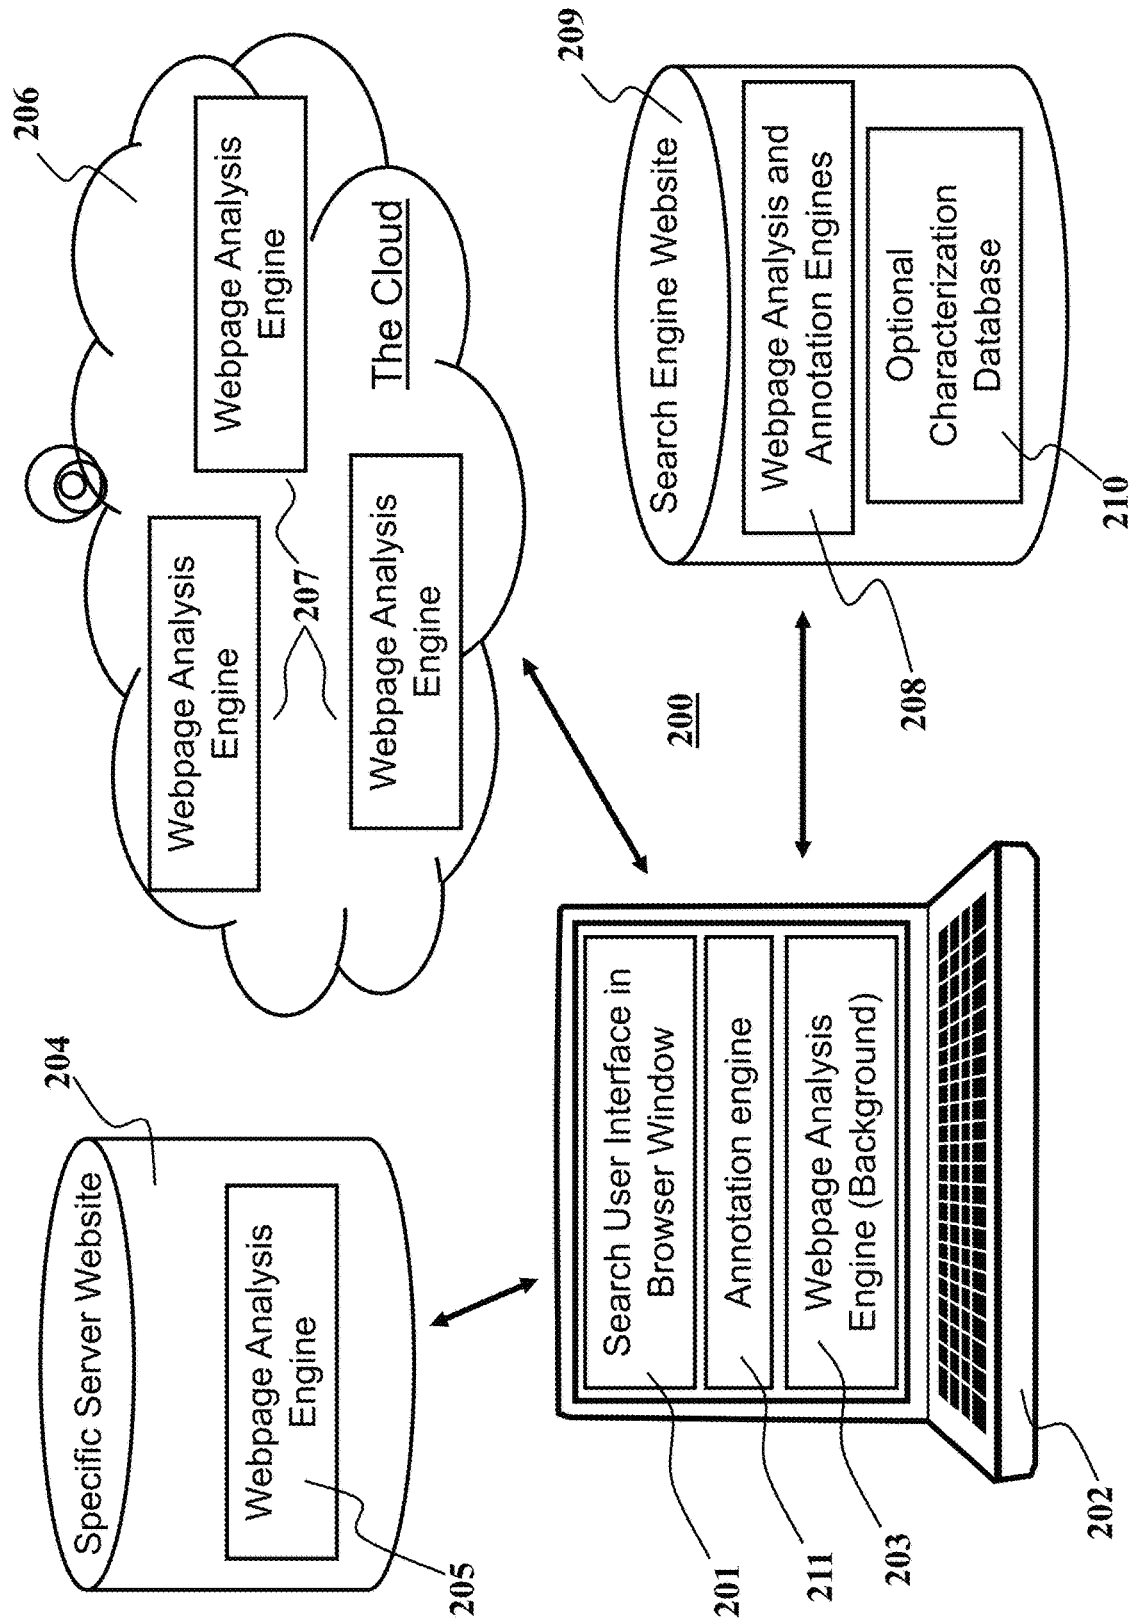 204
Specific Server Website
Webpage Analysis
Engine
205
206
Webpage Analysis
Engine
Webpage Analysis
Engine
207
Webpage Analysis
Engine
The Cloud
200
201
Search User Interface in
Browser Window
211
Annotation engine
203
Webpage Analysis
Engine (Background)
202
209
Search Engine Website
Webpage Analysis and
Annotation Engines
208
Optional
Characterization
Database
210